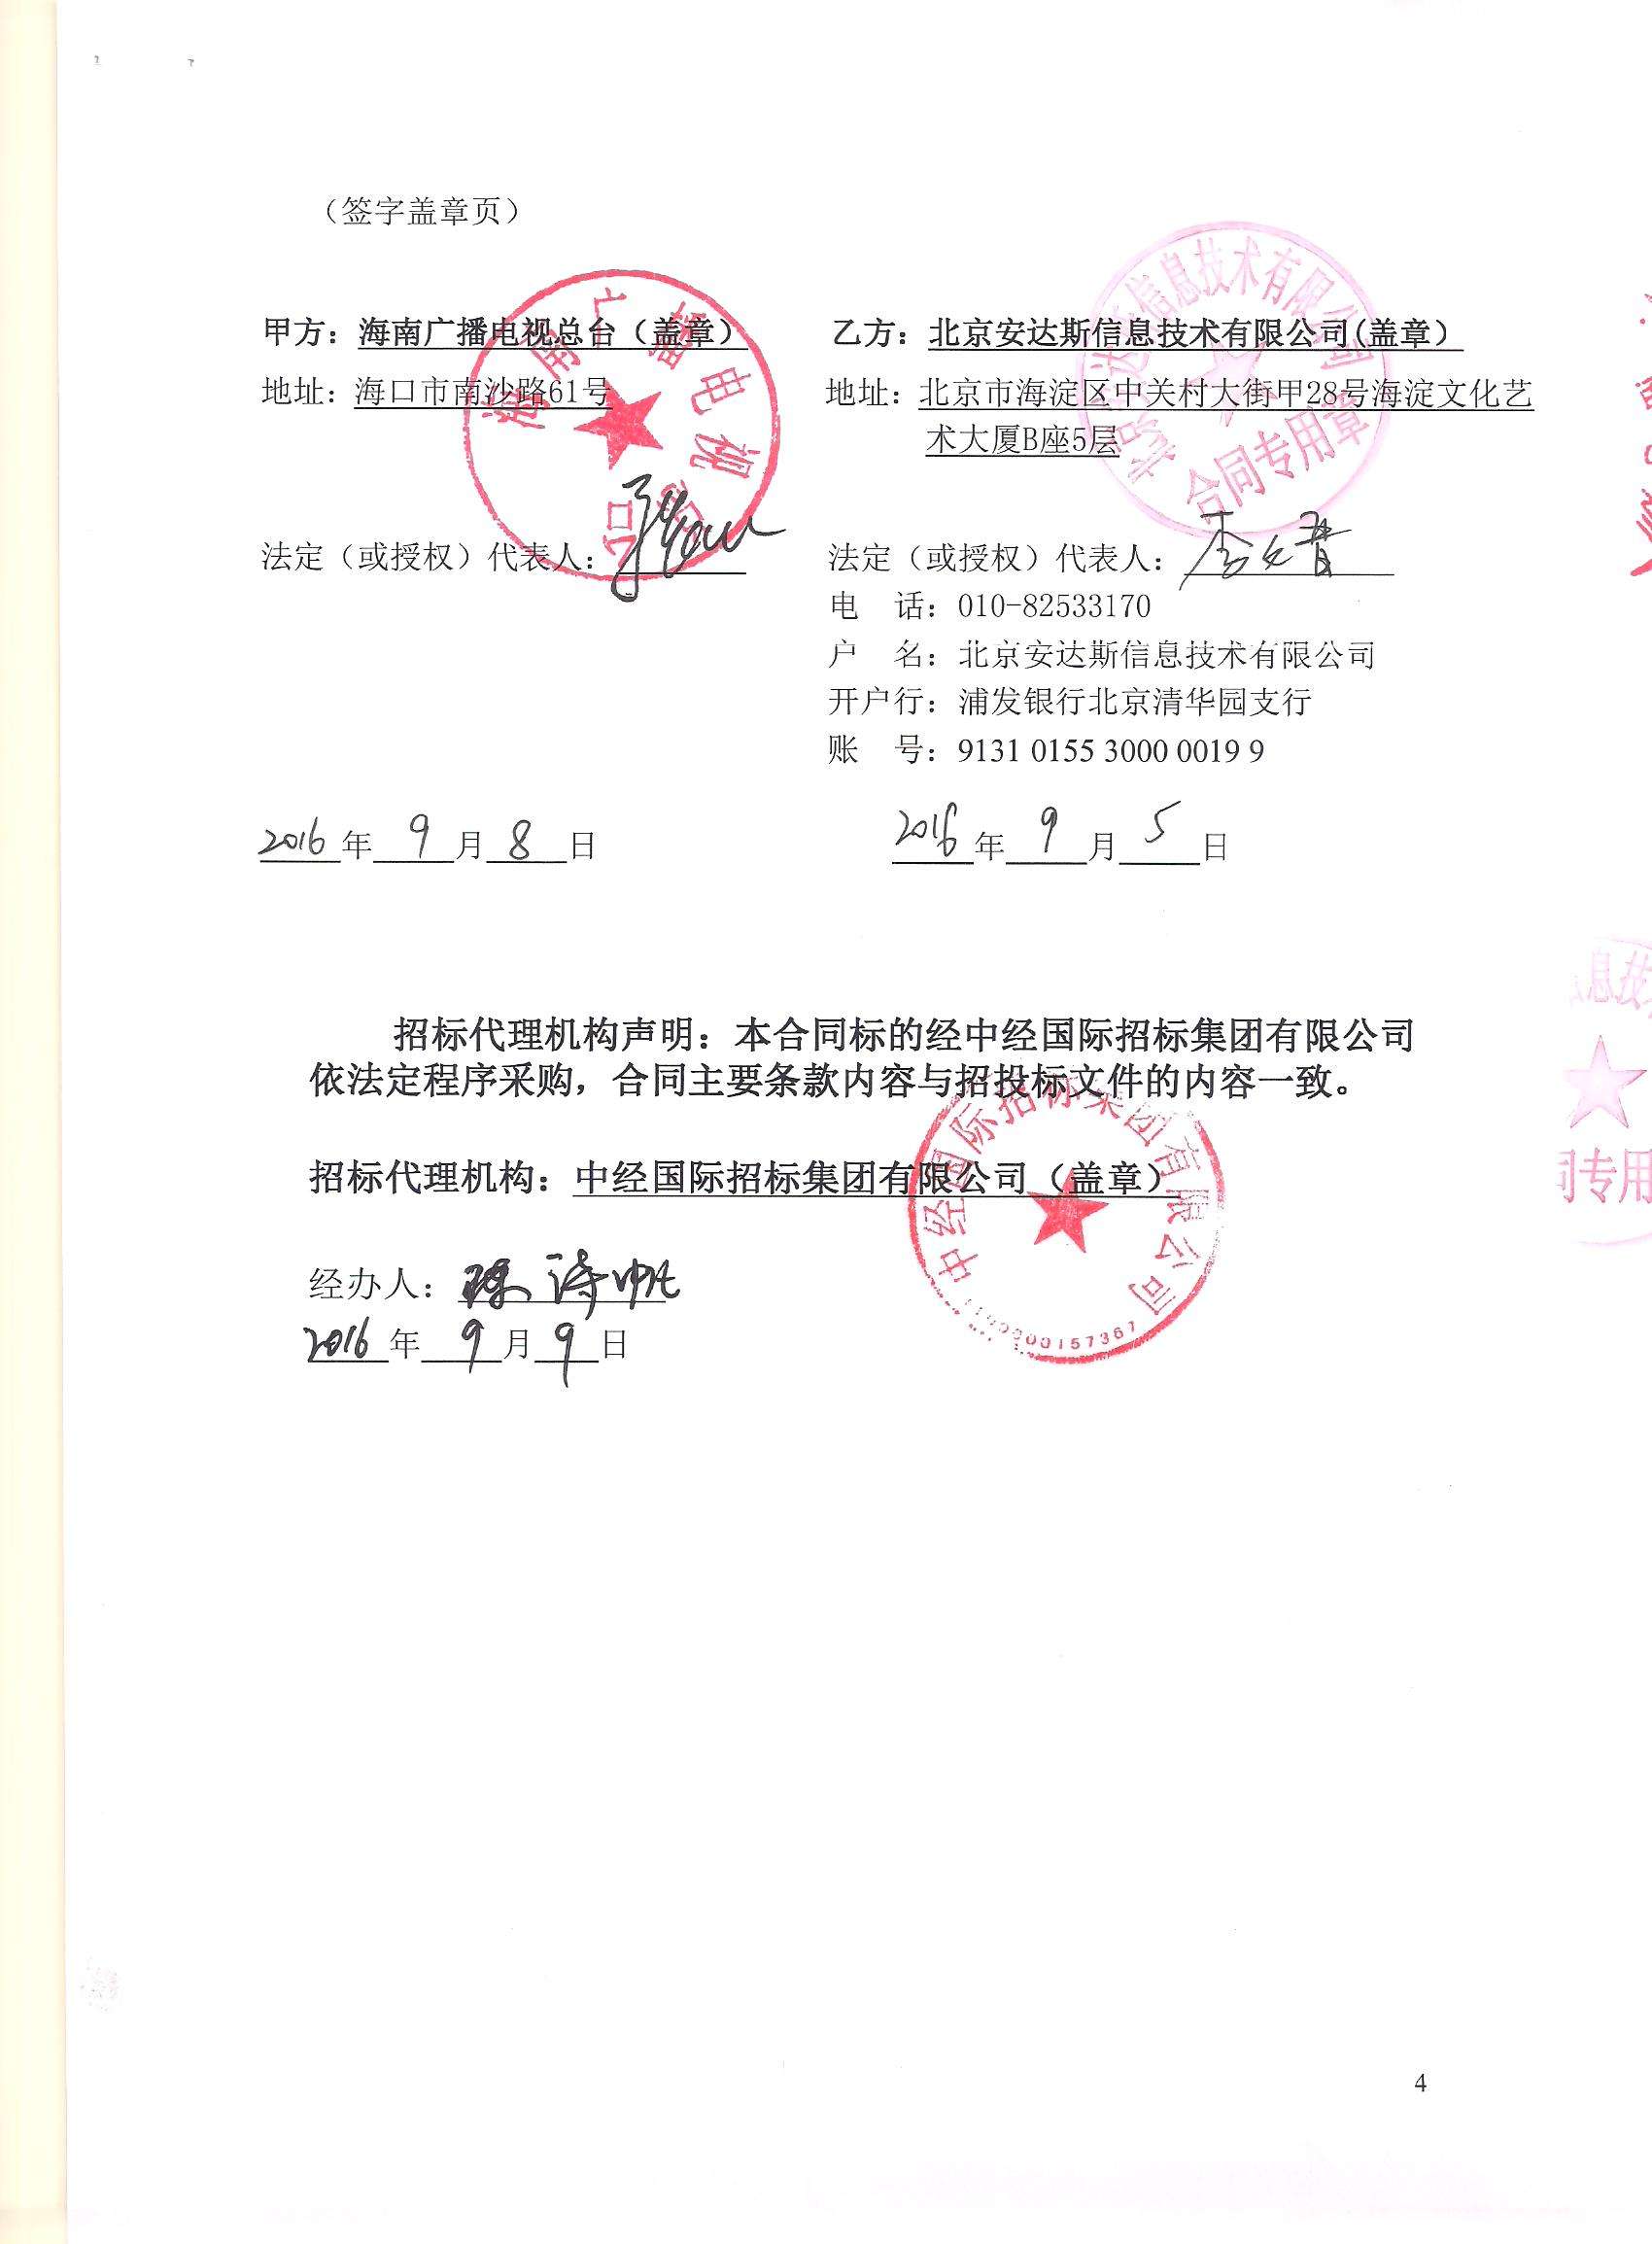 （签字盖章页）
甲方：海南广播电视总台（盖章）
地址：海口市南沙路61号
法定（或授权）代表人：
2016年9月8日
乙方：北京安达斯信息技术有限公司(盖章）
地址：北京市海淀区中关村大街甲28号海淀文化艺
术大厦B座5层
法定（或授权）代表人：
电　话：010-82533170
户　名：北京安达斯信息技术有限公司
开户行：浦发银行北京清华园支行
账　号：9131 0155 3000 0019 9
2016年9月5日
海南广播电视总台
北京安达斯信息技术有限公司
合同专用章
招标代理机构声明：本合同标的经中经国际招标集团有限公司
依法定程序采购，合同主要条款内容与招投标文件的内容一致。
招标代理机构：中经国际招标集团有限公司（盖章）
经办人：陈诗帆
2016年9月9日
中经国际招标集团有限公司
息技
同专用
4